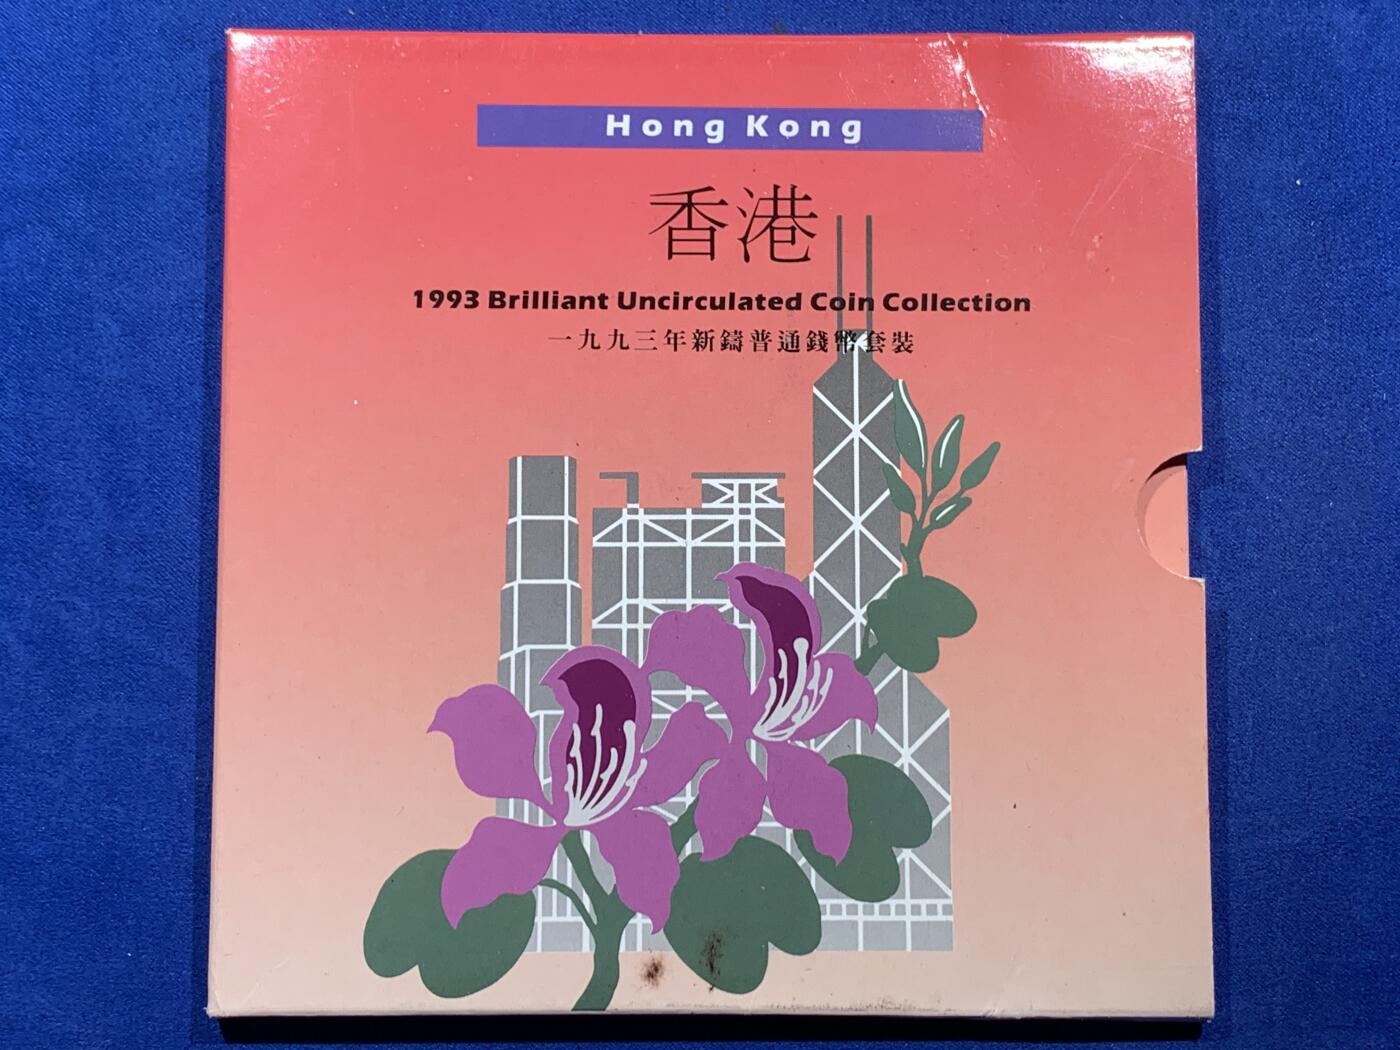 Hong Kong
香港
1993 Brilliant Uncirculated Coin Collection
一九九三年新鑄普通錢幣套裝